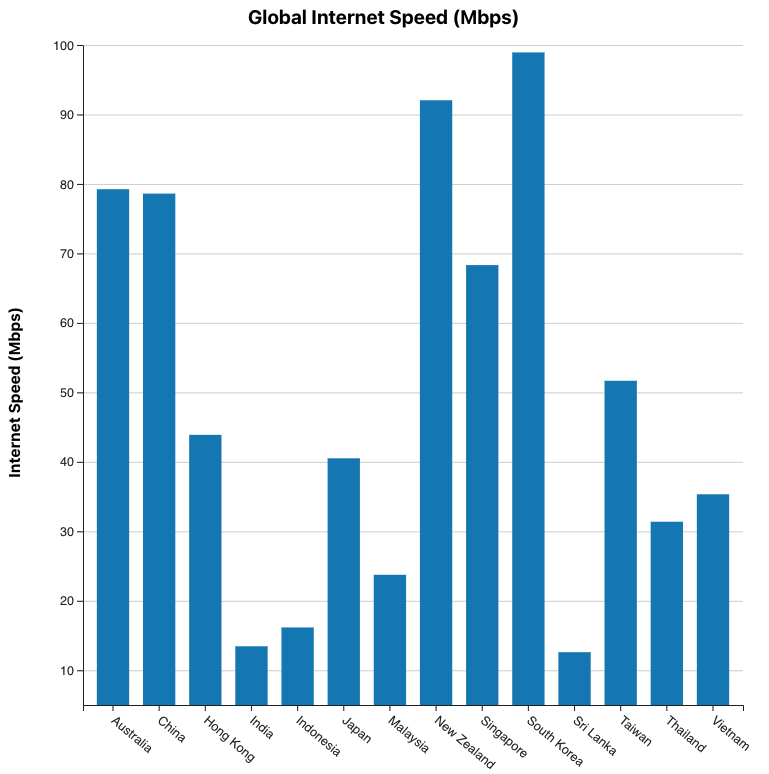 Global Internet Speed (Mbps)
Internet Speed (Mbps)
100
90
80
70
60
50
40
30
20
10
Australia
China
Hong Kong
India
Indonesia
Japan
Malaysia
New Zealand
Singapore
South Korea
Sri Lanka
Taiwan
Thailand
Vietnam